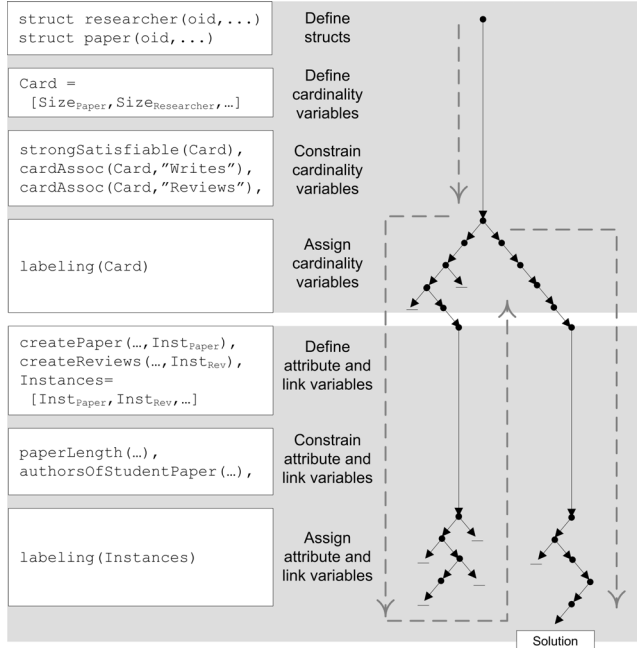 struct researcher(oid,...)
struct paper(oid,...)
Define
structs
Card =
[SizePaper,SizeResearcher,…]
Define
cardinality
variables
strongSatisfiable(Card),
cardAssoc(Card,”Writes”),
cardAssoc(Card,”Reviews”),
Constrain
cardinality
variables
labeling(Card)
Assign
cardinality
variables
createPaper(…,InstPaper),
createReviews(…,InstRev),
Instances=
[InstPaper,InstRev,…]
Define
attribute and
link variables
paperLength(…),
authorsOfStudentPaper(…),
Constrain
attribute and
link variables
labeling(Instances)
Assign
attribute and
link variables
Solution